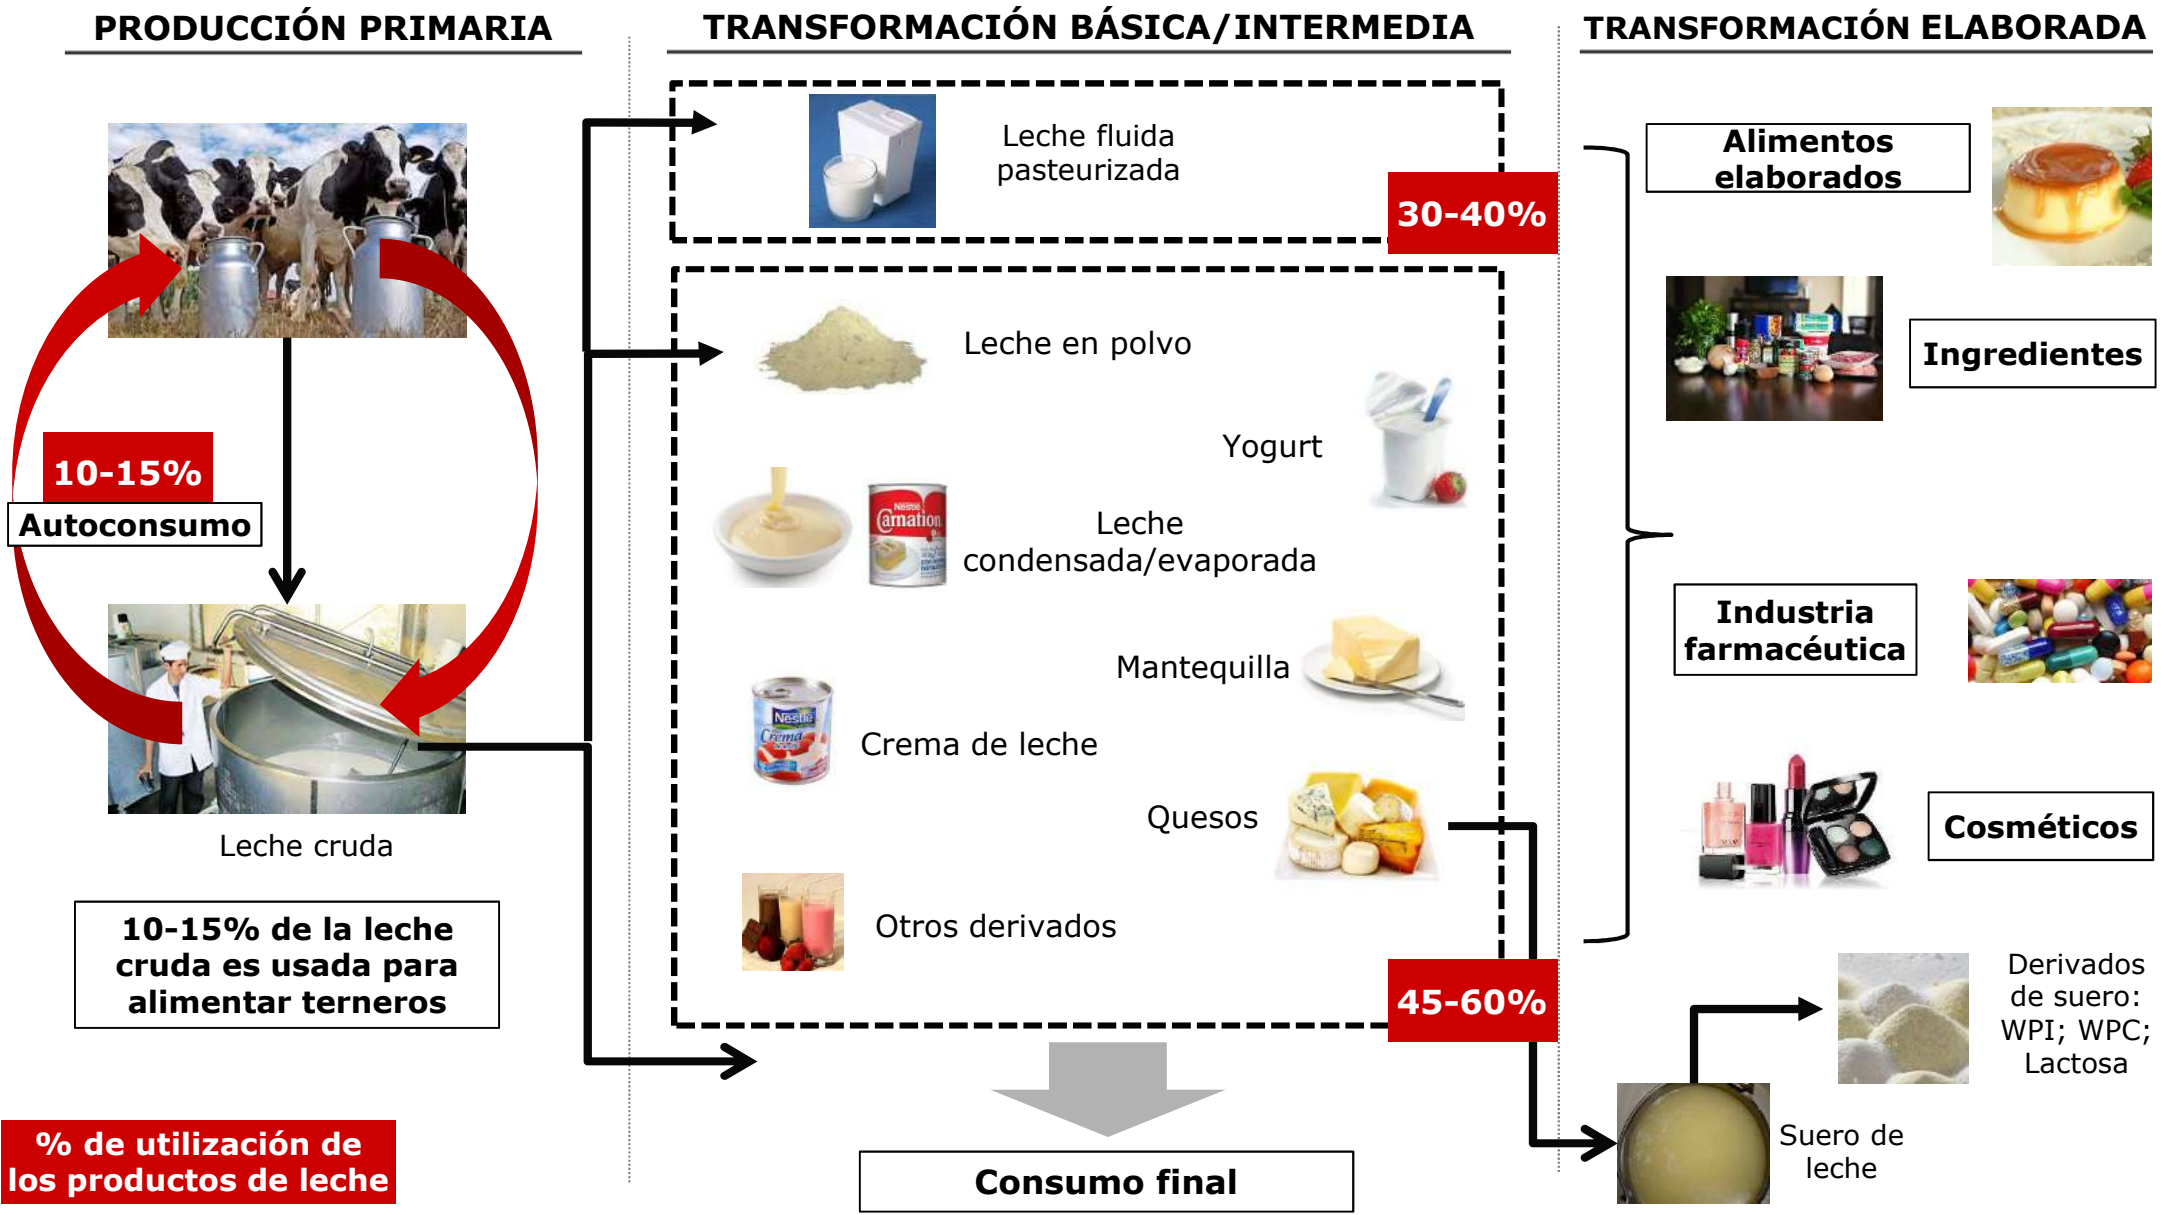 PRODUCCIÓN PRIMARIA
10-15%
Autoconsumo
Leche cruda
10-15% de la leche
cruda es usada para
alimentar terneros
% de utilización de
los productos de leche
TRANSFORMACIÓN BÁSICA/INTERMEDIA
Leche fluida
pasteurizada
30-40%
Leche en polvo
Yogurt
Nestlé
Carnation
Leche
condensada/evaporada
Mantequilla
Nestlé
Crema
Crema de leche
Quesos
Otros derivados
45-60%
Consumo final
TRANSFORMACIÓN ELABORADA
Alimentos
elaborados
Ingredientes
Industria
farmacéutica
Cosméticos
Derivados
de suero:
WPI; WPC;
Lactosa
Suero de
leche